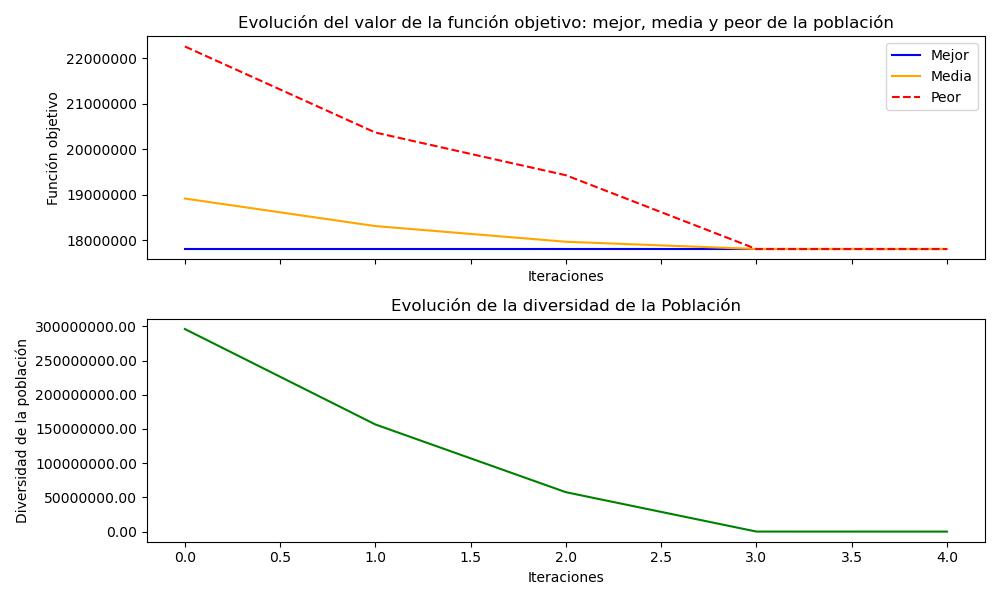 Evolución del valor de la función objetivo: mejor, media y peor de la población
Función objetivo
22000000
21000000
20000000
19000000
18000000
Mejor
Media
Peor
Iteraciones
Evolución de la diversidad de la Población
Diversidad de la población
300000000.00
250000000.00
200000000.00
150000000.00
100000000.00
50000000.00
0.00
0.0 0.5 1.0 1.5 2.0 2.5 3.0 3.5 4.0
Iteraciones